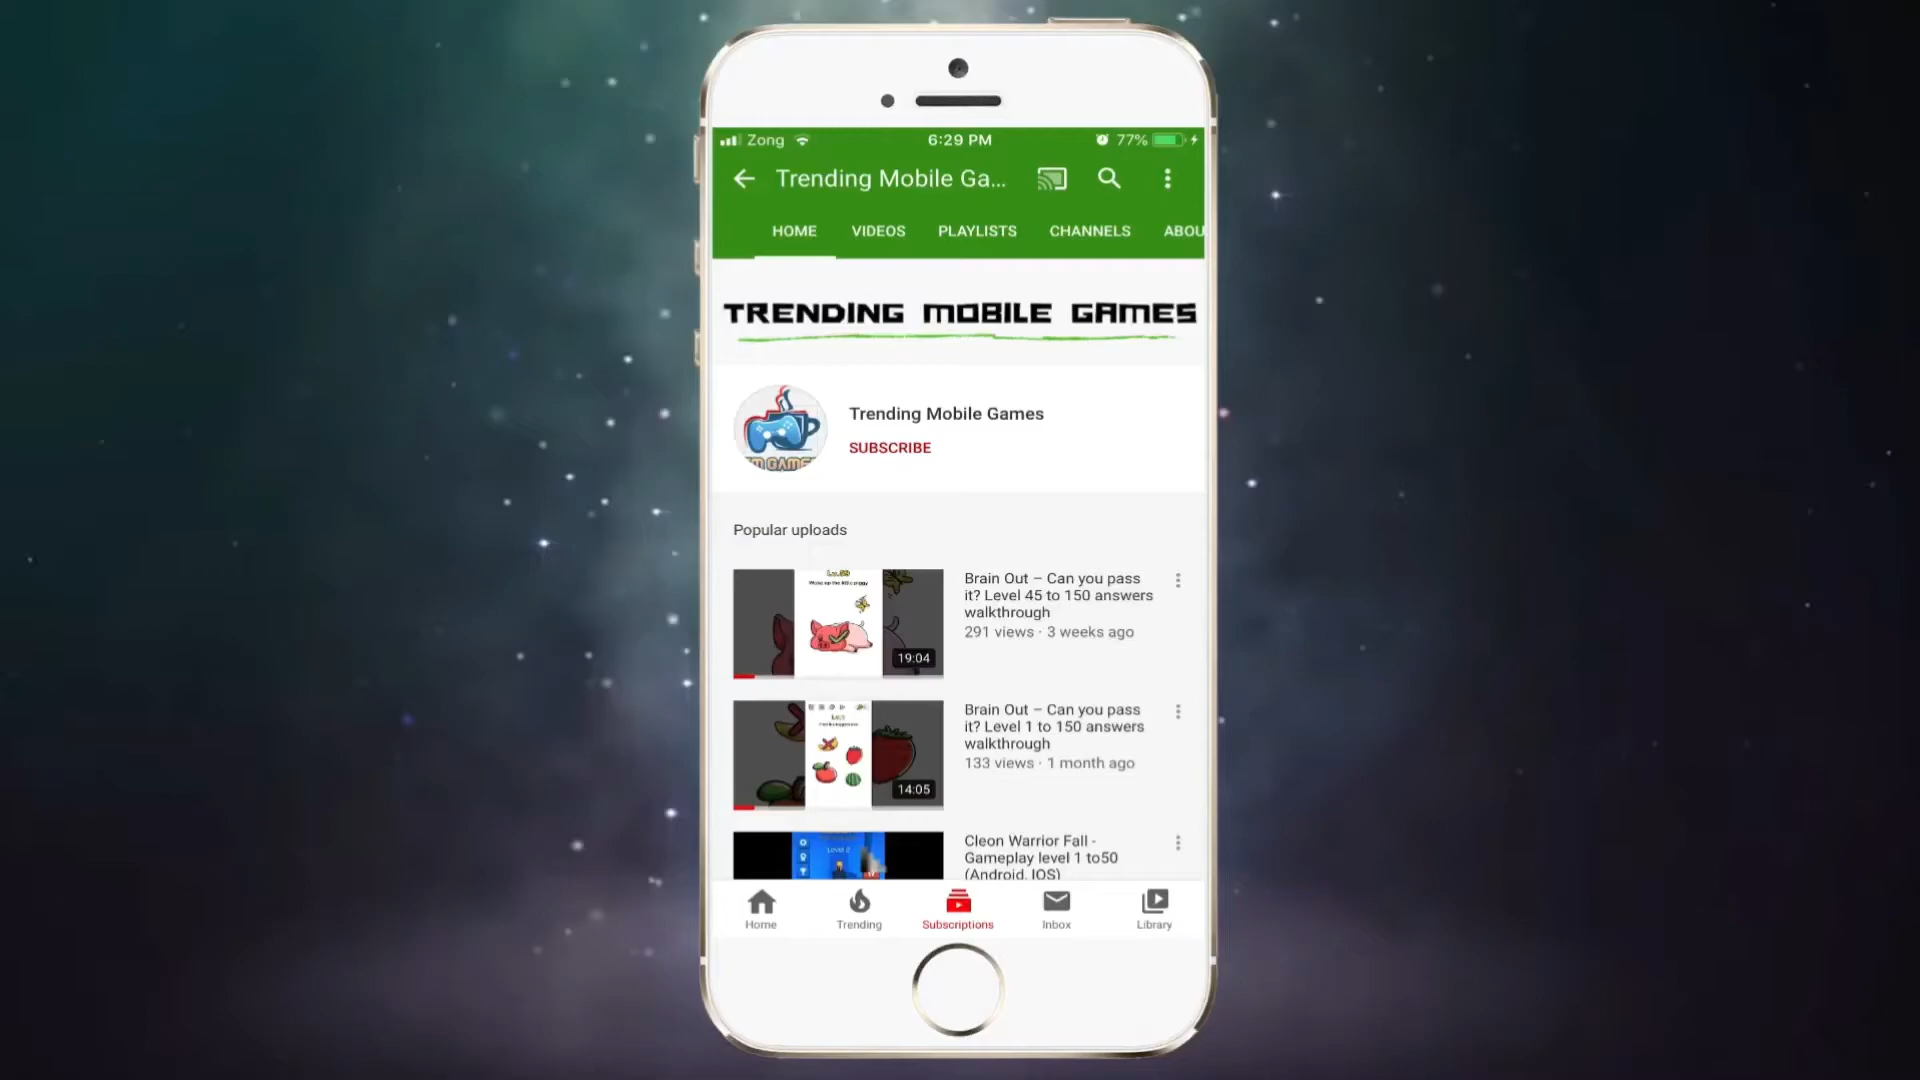 Zong
6:29 PM
77%
Trending Mobile Ga...
HOME
VIDEOS
PLAYLISTS
CHANNELS
ABOU
TRENDING MOBILE GAMES
Trending Mobile Games
SUBSCRIBE
Popular uploads
19:04
Brain Out – Can you pass
it? Level 45 to 150 answers
walkthrough
291 views · 3 weeks ago
14:05
Brain Out – Can you pass
it? Level 1 to 150 answers
walkthrough
133 views · 1 month ago
Cleon Warrior Fall -
Gameplay level 1 to50
(Android, IOS)
Home
Trending
Subscriptions
Inbox
Library